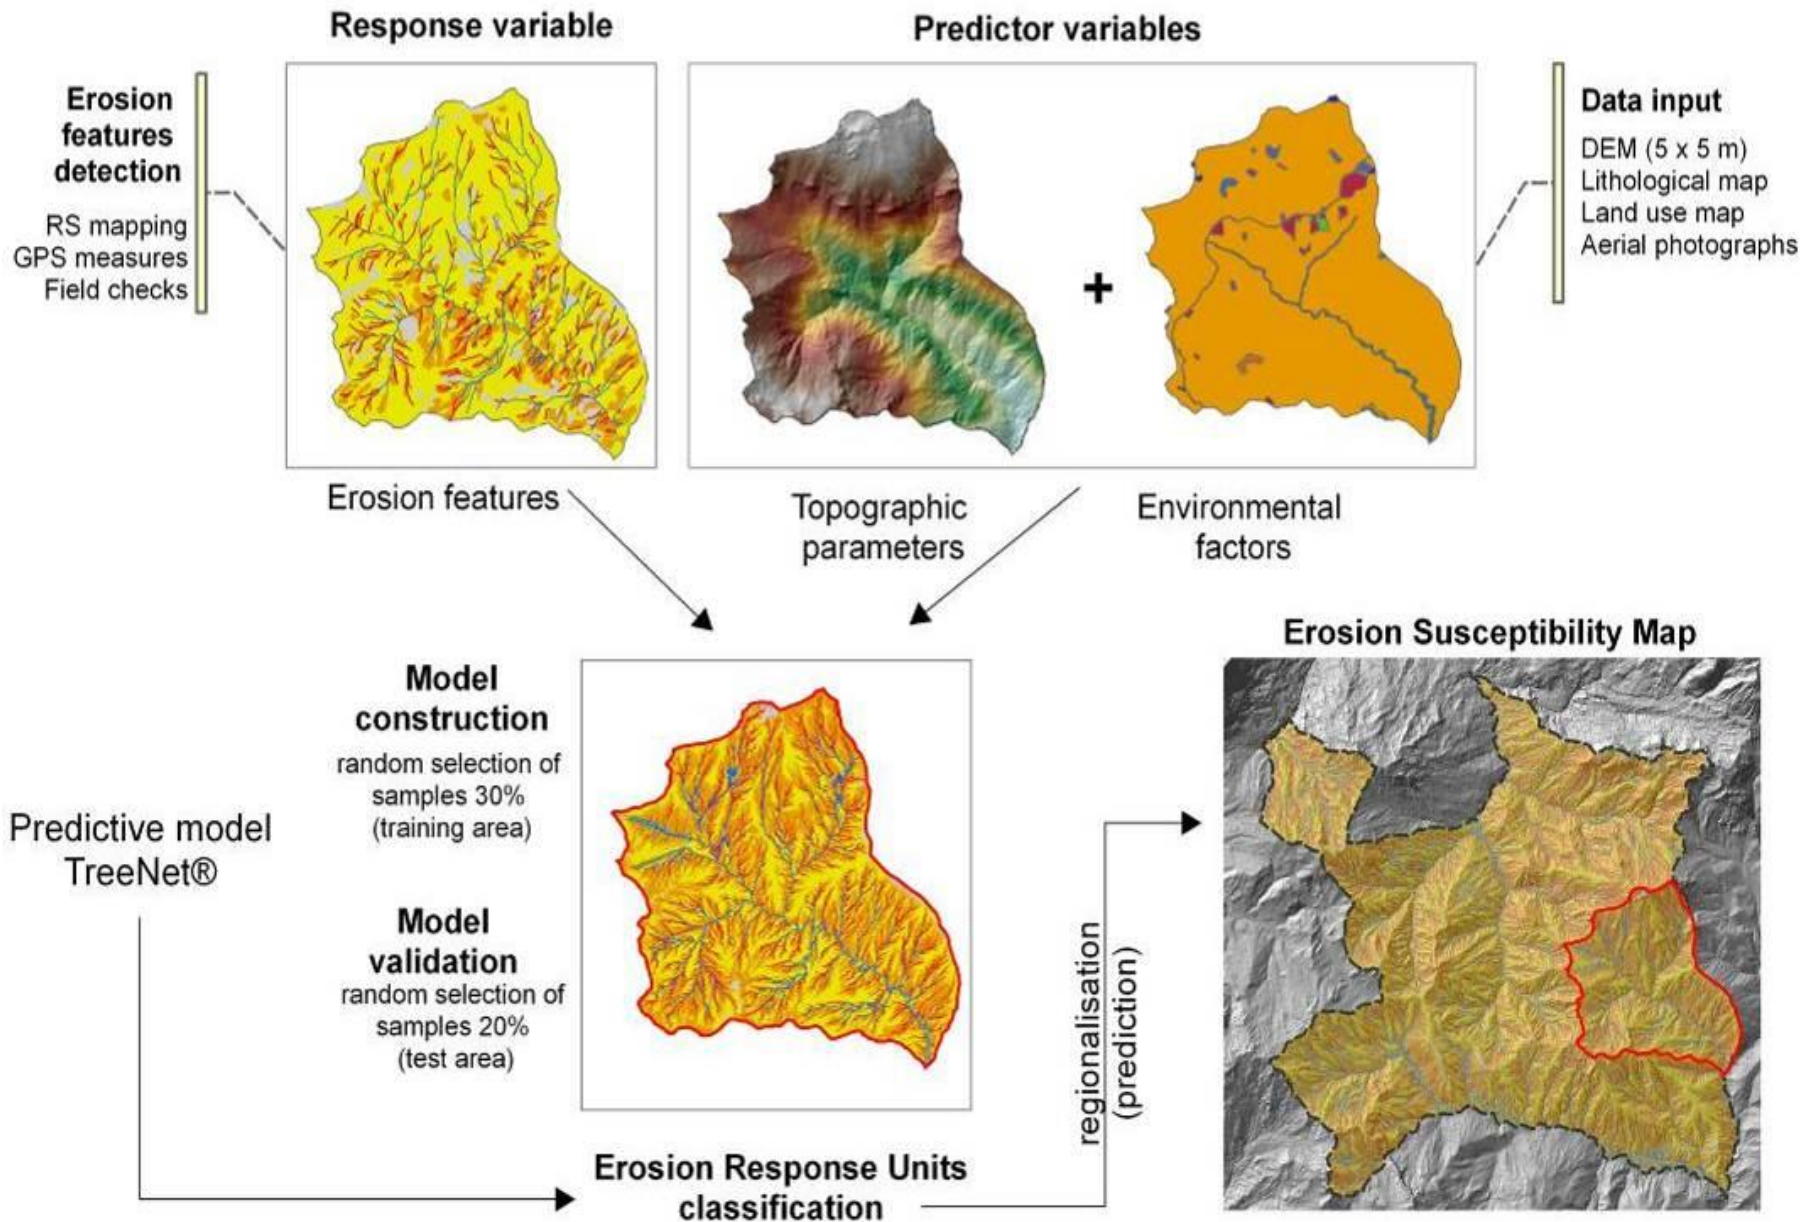 Response variable
Predictor variables
Erosion
features
detection
RS mapping
GPS measures
Field checks
+
Data input
DEM (5 x 5 m)
Lithological map
Land use map
Aerial photographs
Erosion features
Topographic
parameters
Environmental
factors
Model
construction
random selection of
samples 30%
(training area)
Model
validation
random selection of
samples 20%
(test area)
Predictive model
TreeNet®
Erosion Response Units
classification
regionalisation
(prediction)
Erosion Susceptibility Map